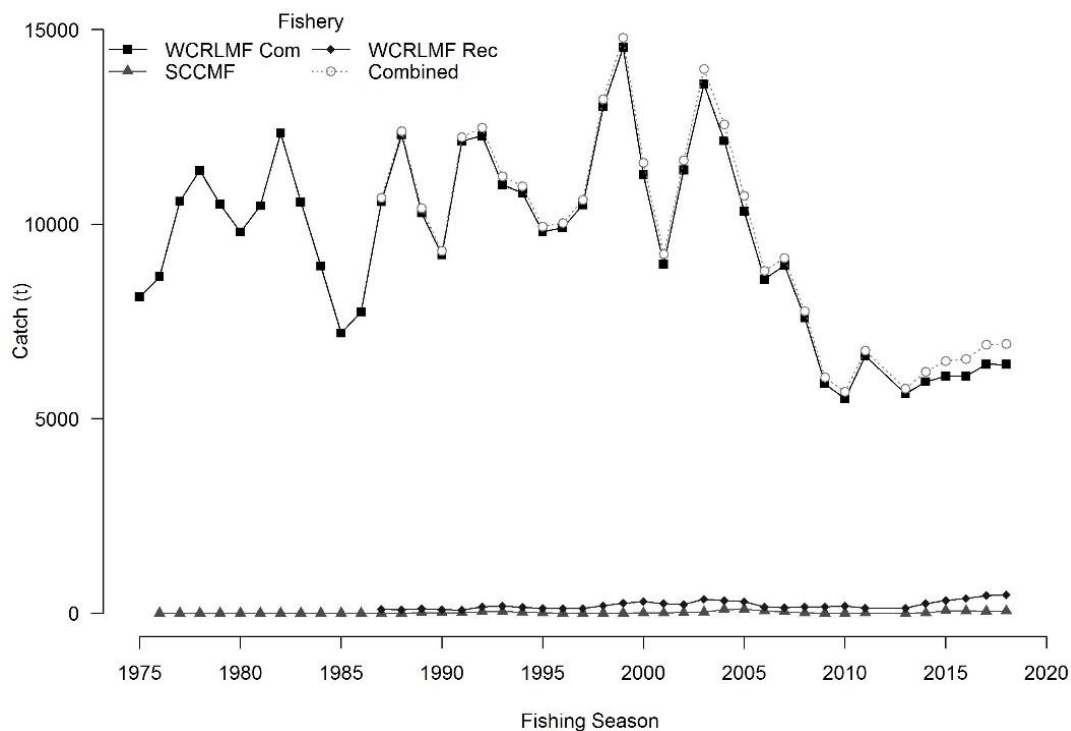 Fishery
WCRLMF Com WCRLMF Rec
SCCMF Combined
15000
10000
5000
0
Catch (t)
1975 1980 1985 1990 1995 2000 2005 2010 2015 2020
Fishing Season